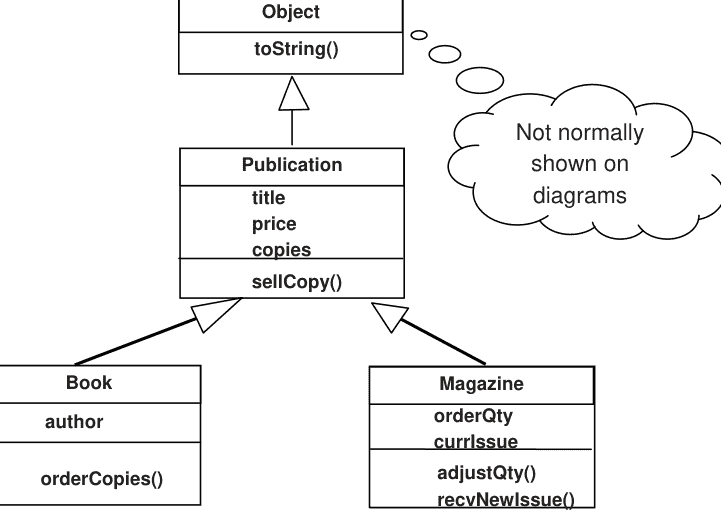 Object
toString()
Not normally
shown on
diagrams
Publication
title
price
copies
sellCopy()
Book
author
orderCopies()
Magazine
orderQty
currIssue
adjustQty()
recvNewIssue()